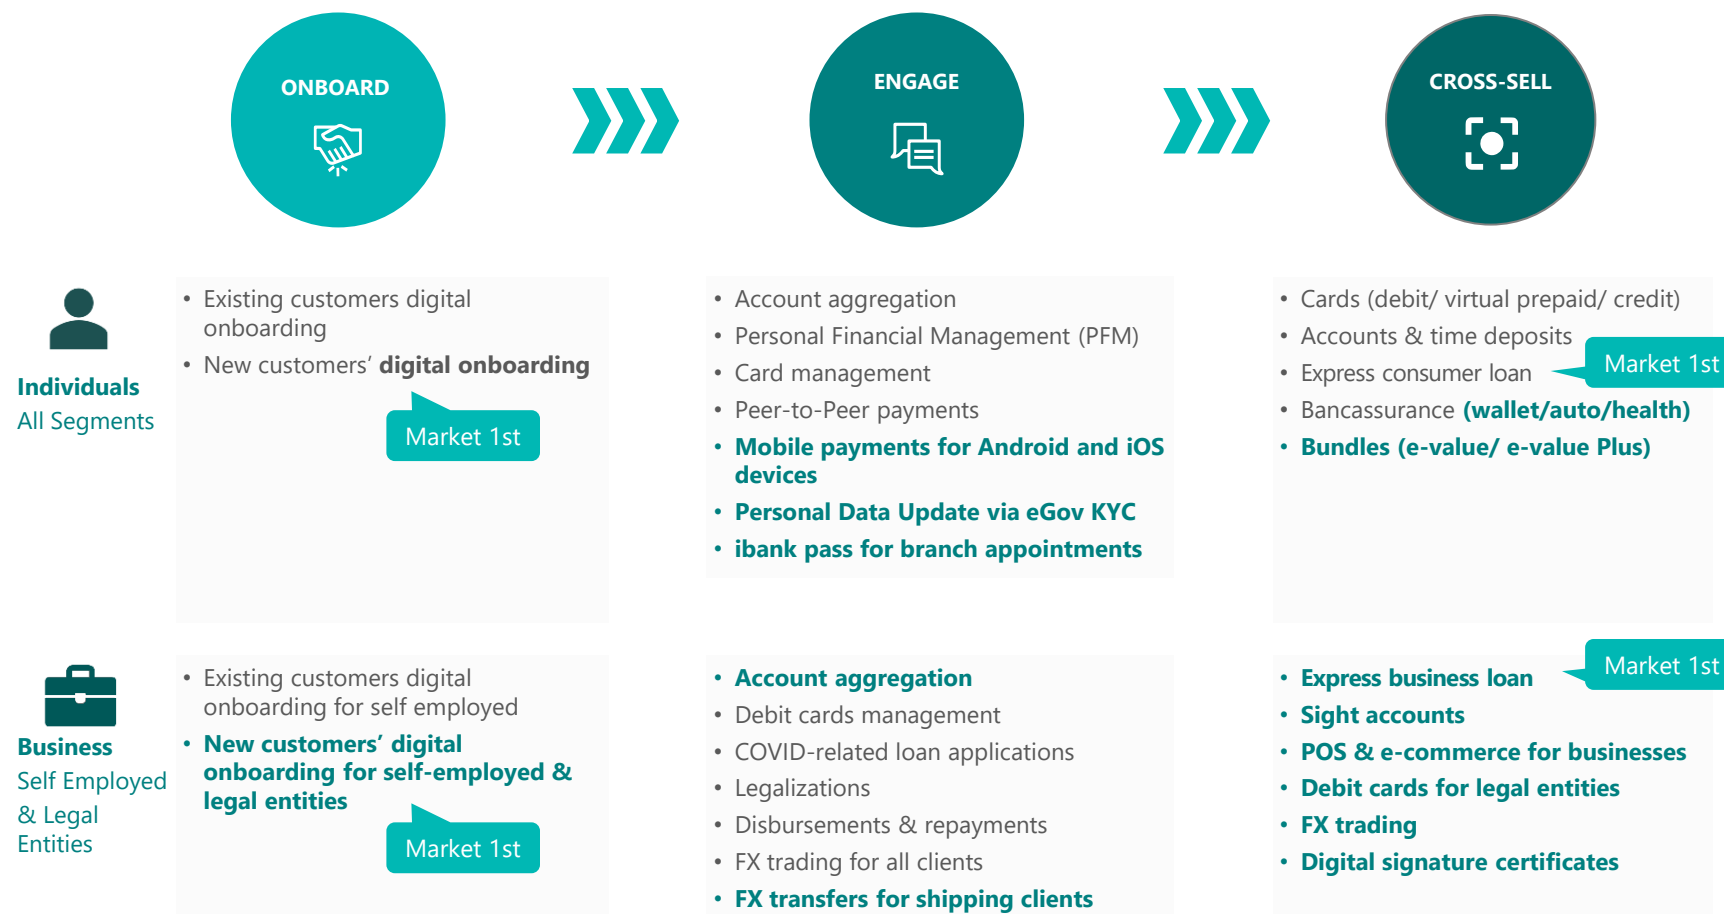 ONBOARD
ENGAGE
CROSS-SELL
Individuals
All Segments
• Existing customers digital
onboarding
• New customers’ digital onboarding
Market 1st
• Account aggregation
• Personal Financial Management (PFM)
• Card management
• Peer-to-Peer payments
• Mobile payments for Android and iOS
devices
• Personal Data Update via eGov KYC
• ibank pass for branch appointments
• Cards (debit/ virtual prepaid/ credit)
• Accounts & time deposits
• Express consumer loan
Market 1st
• Bancassurance (wallet/auto/health)
• Bundles (e-value/ e-value Plus)
Business
Self Employed
& Legal
Entities
• Existing customers digital
onboarding for self employed
• New customers’ digital
onboarding for self-employed &
legal entities
Market 1st
• Account aggregation
• Debit cards management
• COVID-related loan applications
• Legalizations
• Disbursements & repayments
• FX trading for all clients
• FX transfers for shipping clients
• Express business loan
Market 1st
• Sight accounts
• POS & e-commerce for businesses
• Debit cards for legal entities
• FX trading
• Digital signature certificates